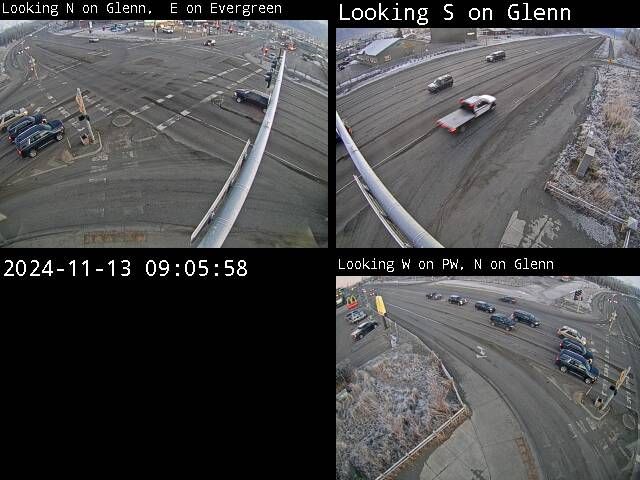 Looking N on Glenn,  E on Evergreen
Looking S on Glenn
2024-11-13 09:05:58
Looking W on PW, N on Glenn